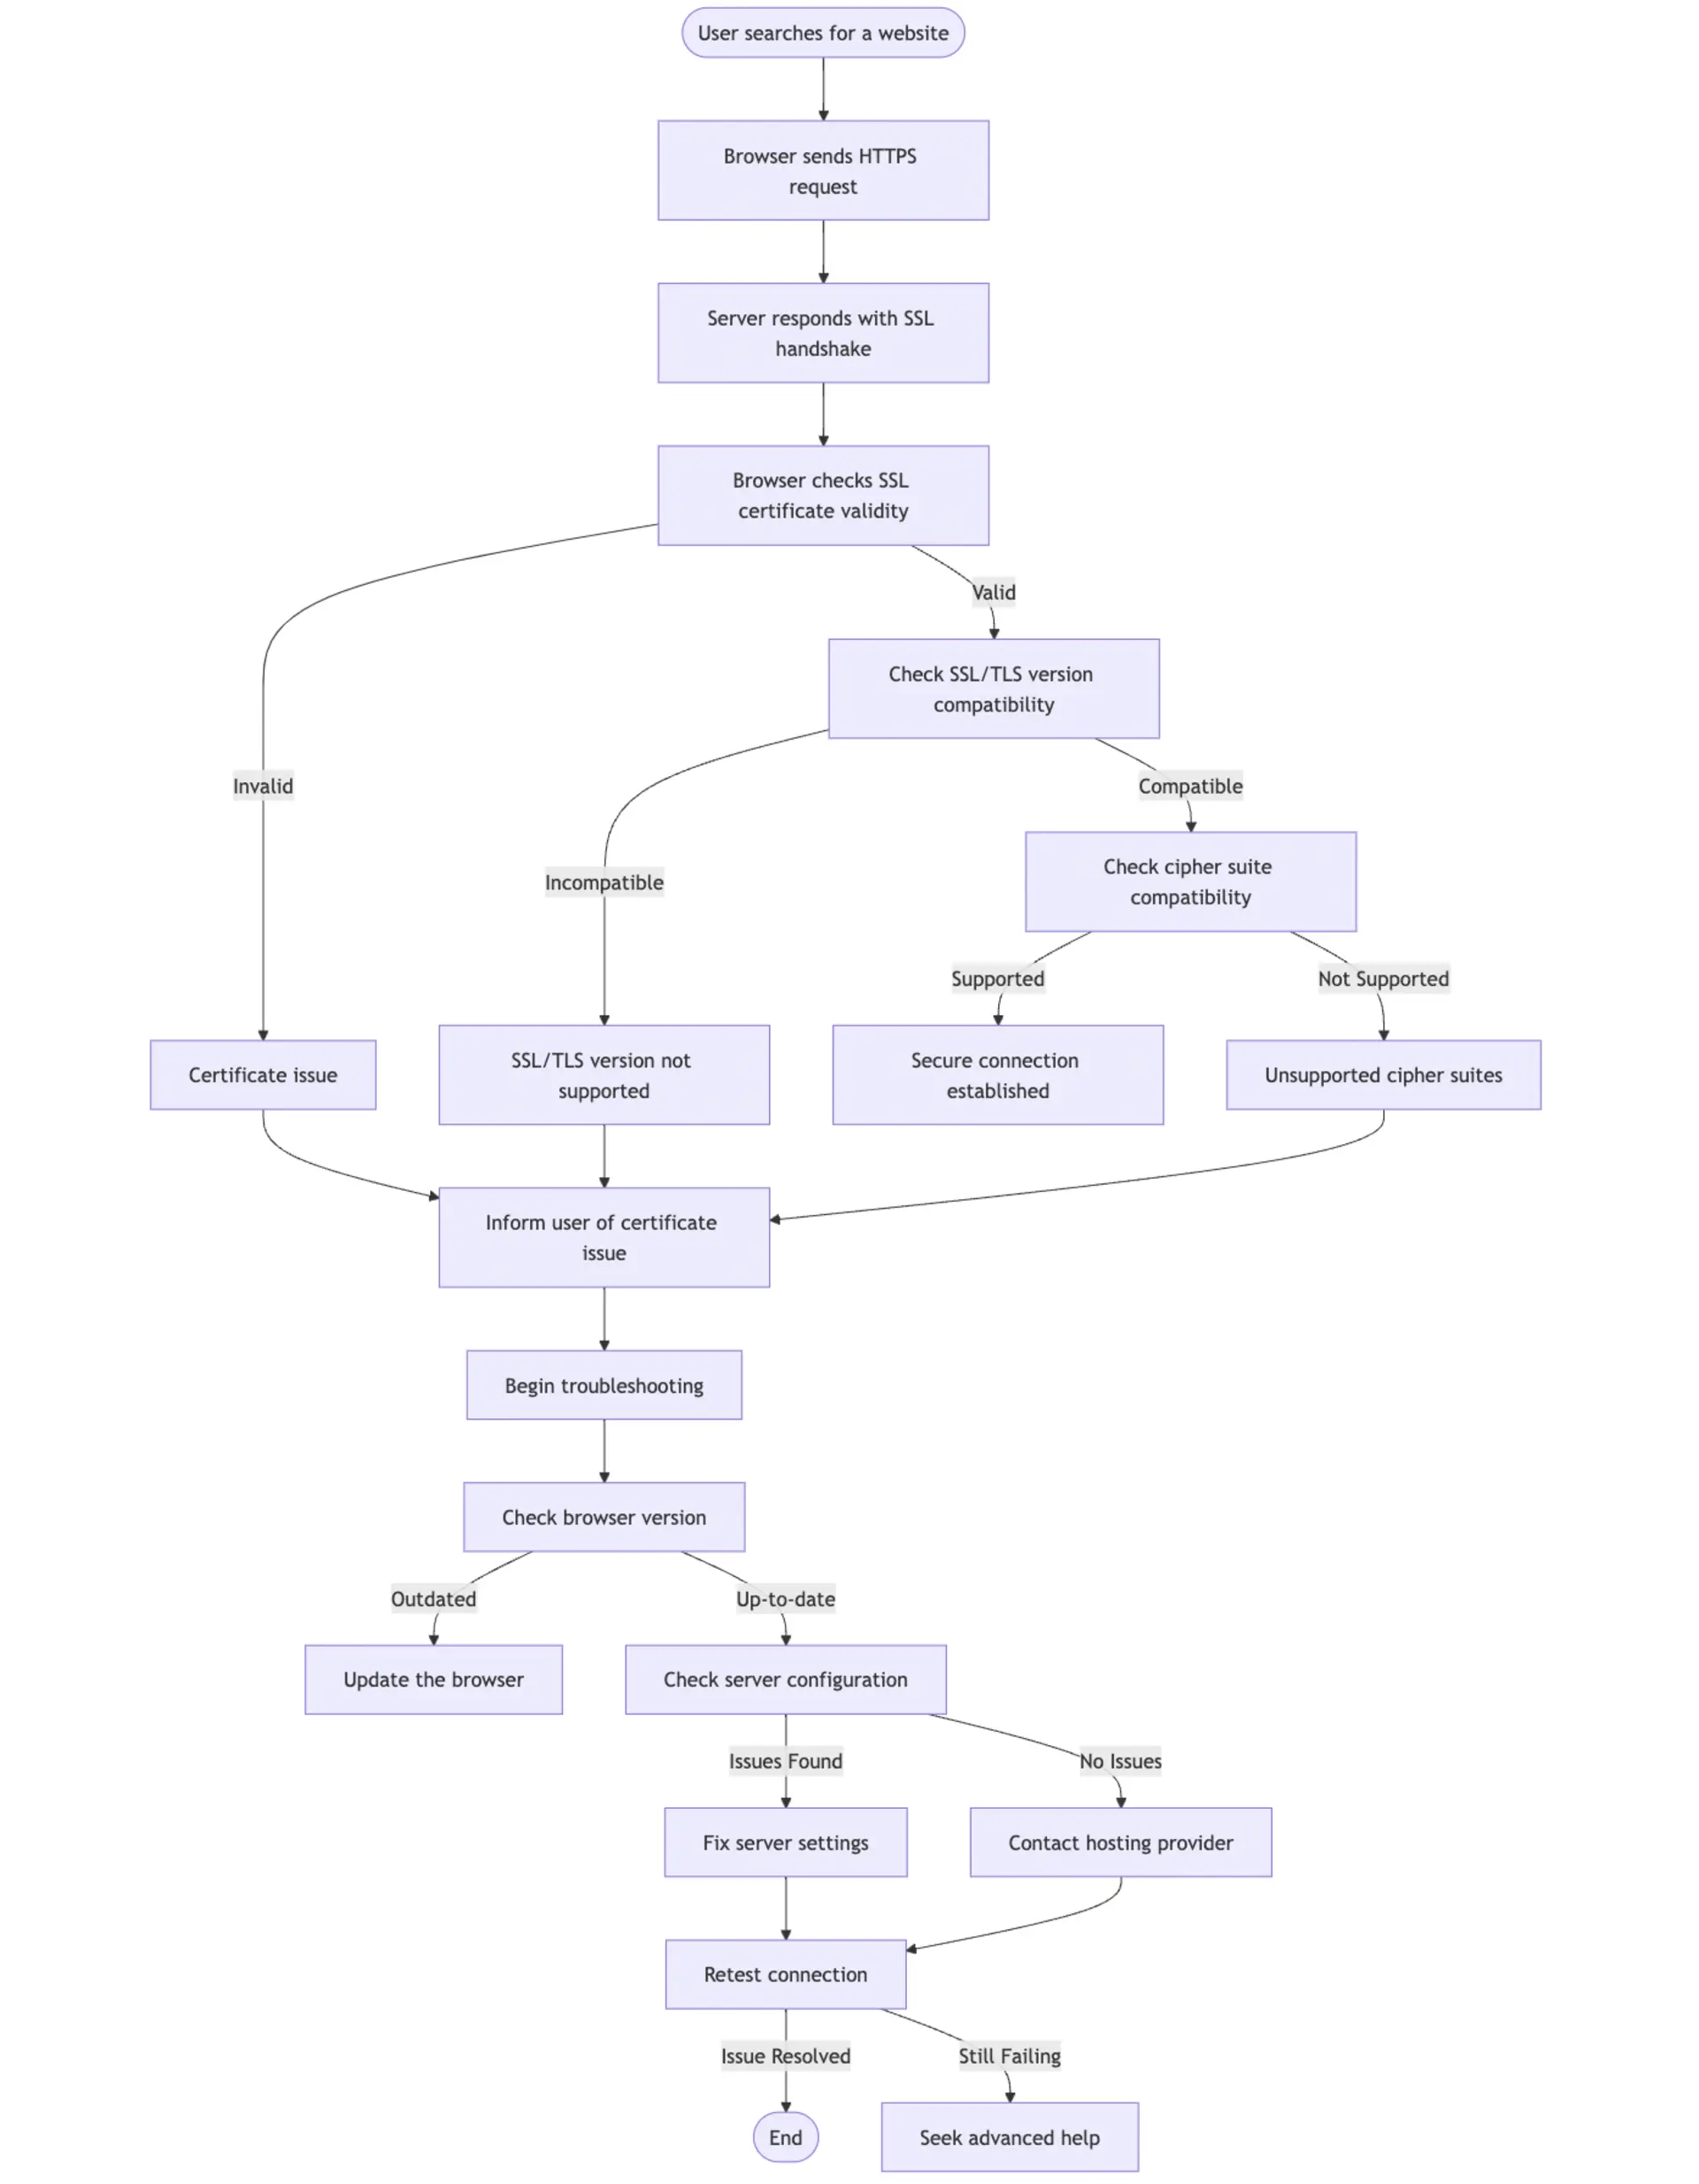 User searches for a website
Browser sends HTTPS
request
Server responds with SSL
handshake
Browser checks SSL
certificate validity
Valid
Check SSL/TLS version
compatibility
Invalid
Compatible
Check cipher suite
compatibility
Incompatible
Supported
Not Supported
Certificate issue
SSL/TLS version not
supported
Secure connection
established
Unsupported cipher suites
Inform user of certificate
issue
Begin troubleshooting
Check browser version
Outdated
Up-to-date
Update the browser
Check server configuration
Issues Found
No Issues
Fix server settings
Contact hosting provider
Retest connection
Issue Resolved
Still Failing
End
Seek advanced help